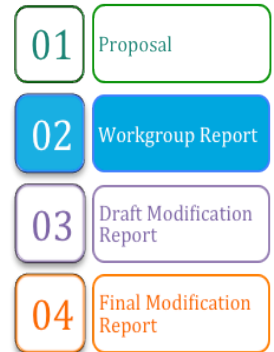 01
Proposal
02
Workgroup Report
03
Draft Modification
Report
04
Final Modification
Report